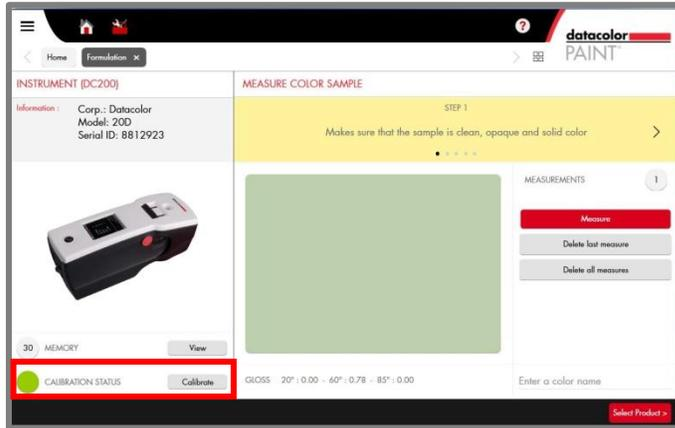 ?
datacolor
PAINT™
Home
Formulation ×
INSTRUMENT (DC200)
Information :
Corp.: Datacolor
Model: 20D
Serial ID: 8812923
30 MEMORY
View
CALIBRATION STATUS
Calibrate
MEASURE COLOR SAMPLE
STEP 1
Makes sure that the sample is clean, opaque and solid color
MEASUREMENTS
1
Measure
Delete last measure
Delete all measures
GLOSS 20° : 0.00 - 60° : 0.78 - 85° : 0.00
Enter a color name
Select Product >